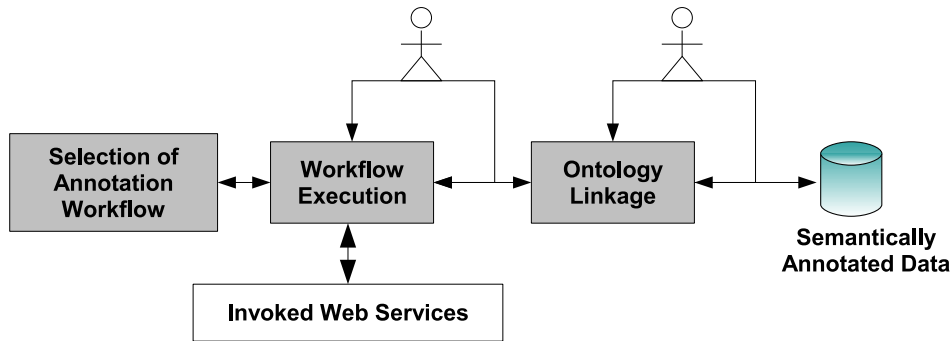 Selection of
Annotation
Workflow
Workflow
Execution
Ontology
Linkage
Semantically
Annotated Data
Invoked Web Services